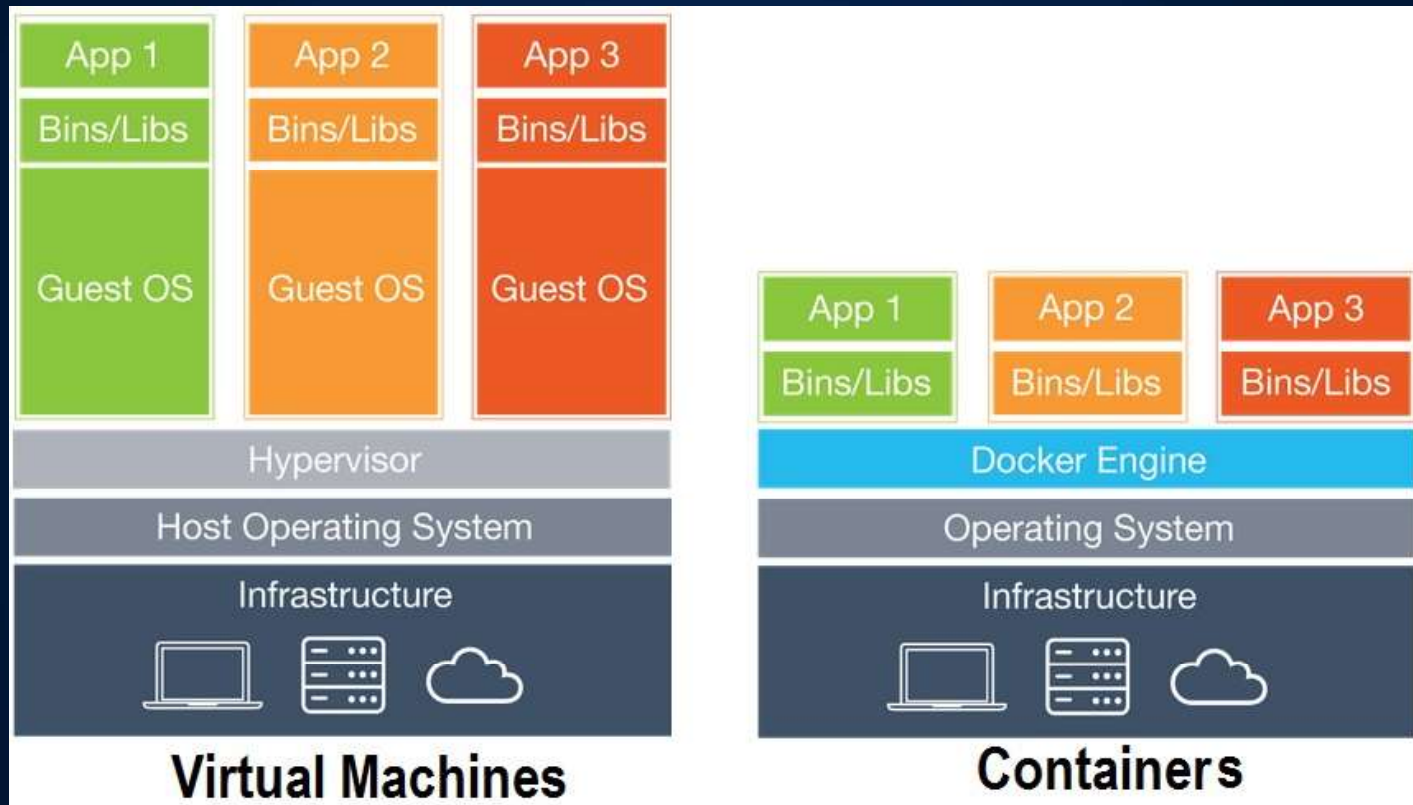 App 1
App 2
App 3
Bins/Libs
Bins/Libs
Bins/Libs
Guest OS
Guest OS
Guest OS
Hypervisor
Host Operating System
Infrastructure
Virtual Machines
App 1
App 2
App 3
Bins/Libs
Bins/Libs
Bins/Libs
Docker Engine
Operating System
Infrastructure
Containers